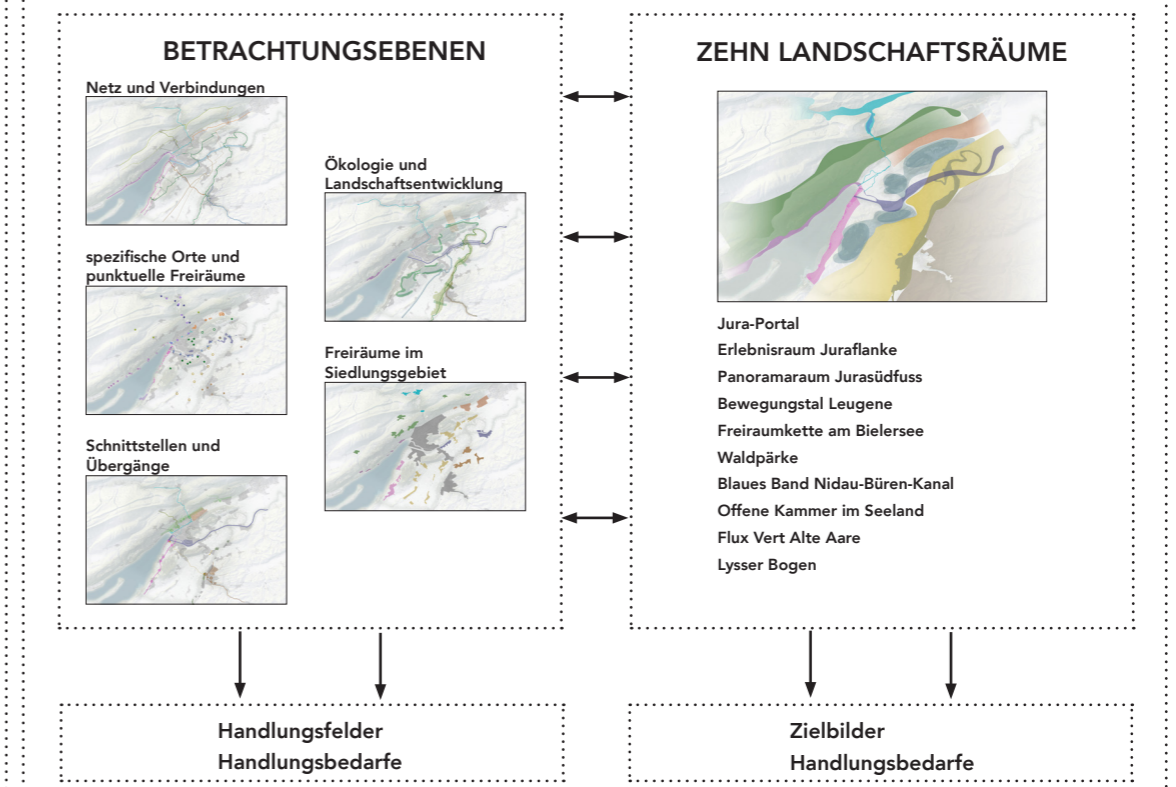 BETRACHTUNGSEBENEN
Netz und Verbindungen
spezifische Orte und
punktuelle Freiräume
Schnittstellen und
Übergänge
Ökologie und
Landschaftsentwicklung
Freiräume im
Siedlungsgebiet
ZEHN LANDSCHAFTSRÄUME
Jura-Portal
Erlebnisraum Juraflanke
Panoramaraum Jurasüdfuss
Bewegungstal Leugene
Freiraumkette am Bielersee
Waldpärke
Blaues Band Nidau-Büren-Kanal
Offene Kammer im Seeland
Flux Vert Alte Aare
Lysser Bogen
Handlungsfelder
Handlungsbedarfe
Zielbilder
Handlungsbedarfe